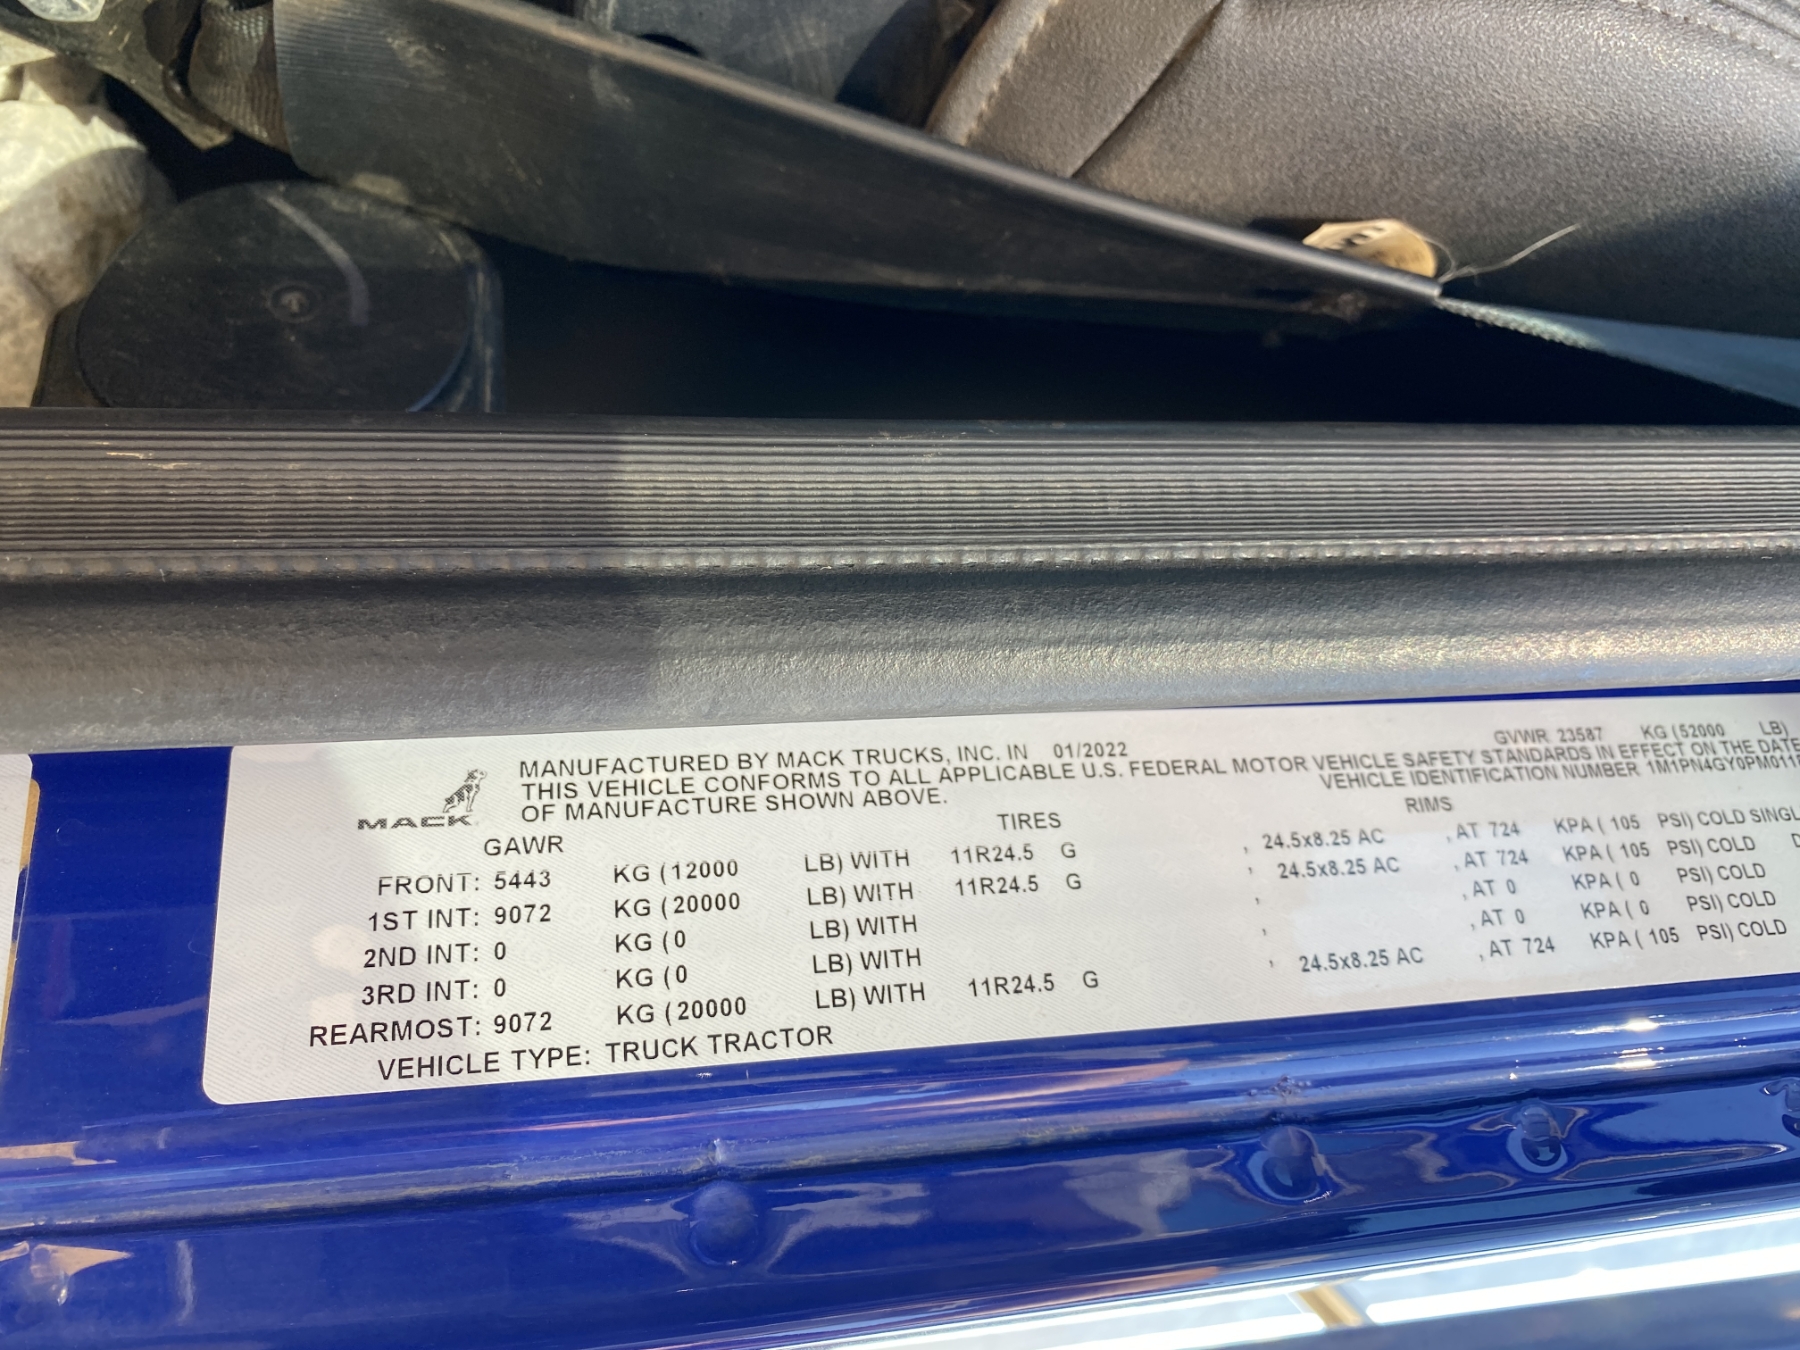 MACK
MANUFACTURED BY MACK TRUCKS, INC. IN 01/2022 GVWR 23587 KG (52000 LB)
THIS VEHICLE CONFORMS TO ALL APPLICABLE U.S. FEDERAL MOTOR VEHICLE SAFETY STANDARDS IN EFFECT ON THE DATE
OF MANUFACTURE SHOWN ABOVE. VEHICLE IDENTIFICATION NUMBER
GAWR TIRES RIMS
FRONT: 5443 KG (12000 LB) WITH 11R24.5 G , 24.5x8.25 AC , AT 724 KPA ( 105 PSI) COLD
1ST INT: 9072 KG (20000 LB) WITH 11R24.5 G , 24.5x8.25 AC , AT 724 KPA ( 105 PSI) COLD
2ND INT: 0 KG (0 LB) WITH , , AT 0 KPA ( 0 PSI) COLD
3RD INT: 0 KG (0 LB) WITH , , AT 0 KPA ( 0 PSI) COLD
REARMOST: 9072 KG (20000 LB) WITH 11R24.5 G , 24.5x8.25 AC , AT 724 KPA ( 105 PSI) COLD
VEHICLE TYPE: TRUCK TRACTOR